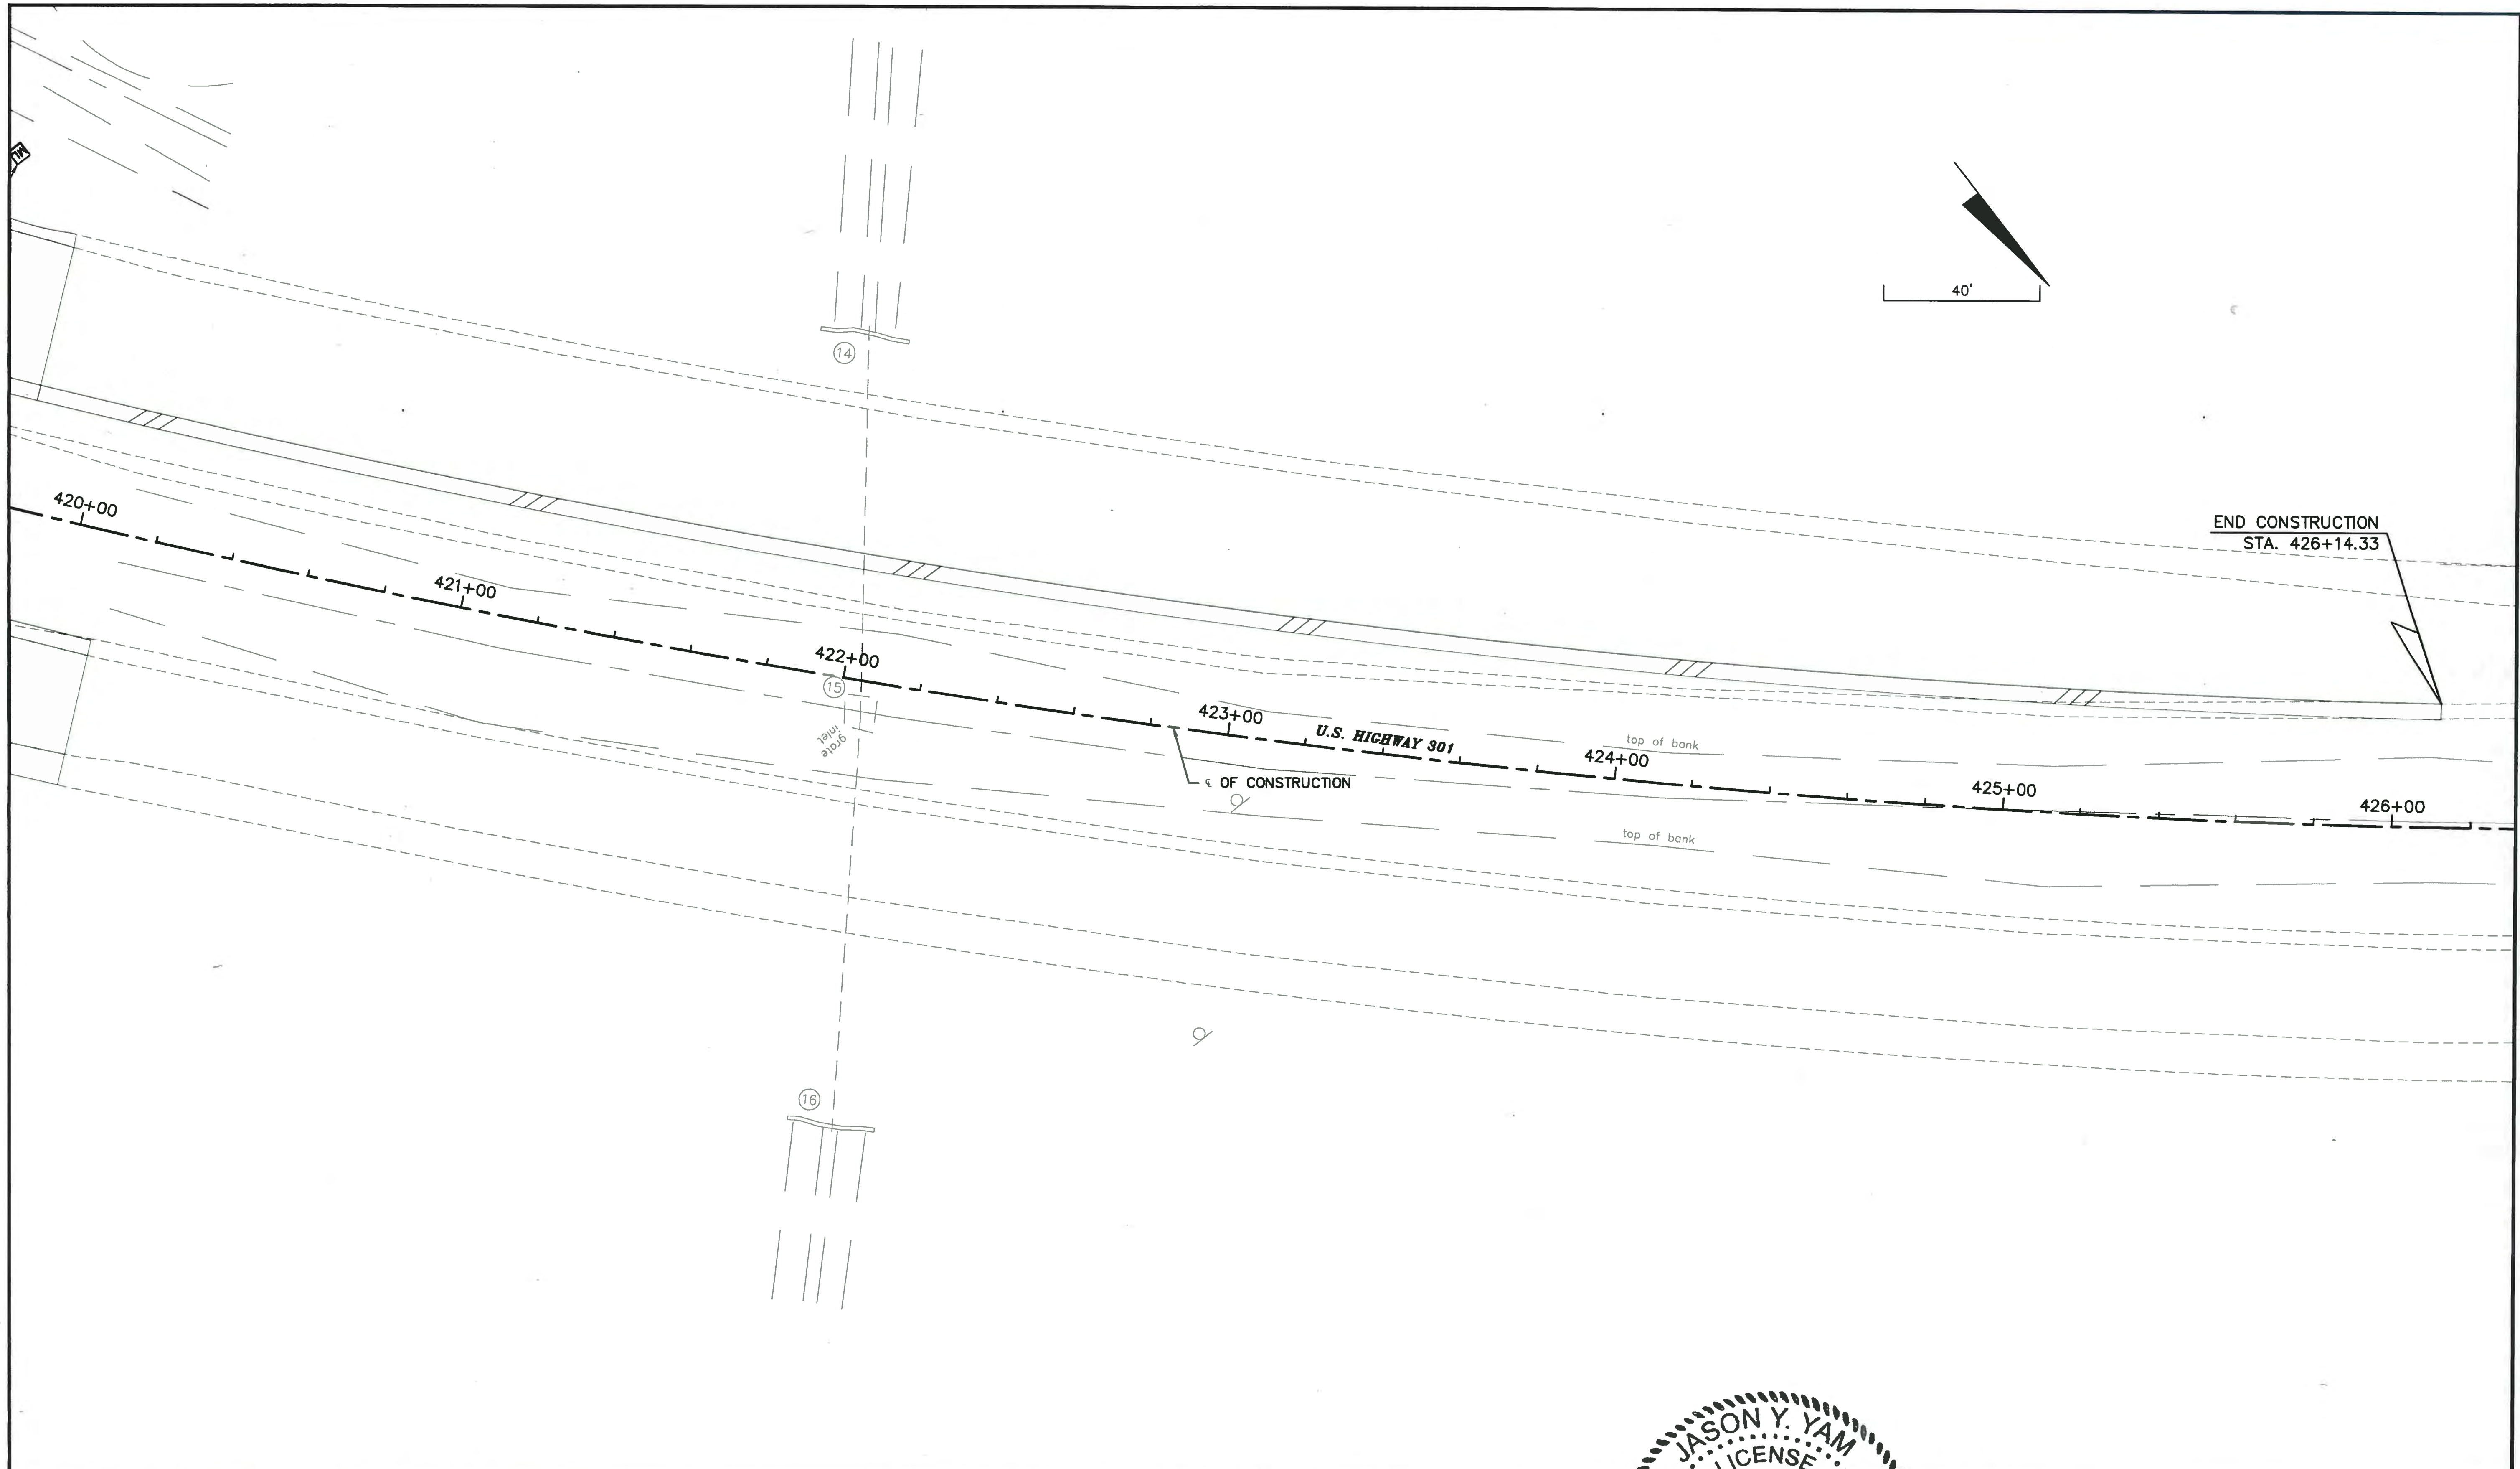 ML
14
40'
420+00
END CONSTRUCTION
STA. 426+14.33
421+00
422+00
15
grate
inlet
423+00
U.S. HIGHWAY 301
top of bank
424+00
℄ OF CONSTRUCTION
425+00
426+00
top of bank
16
JASON Y. YAM
LICENSE